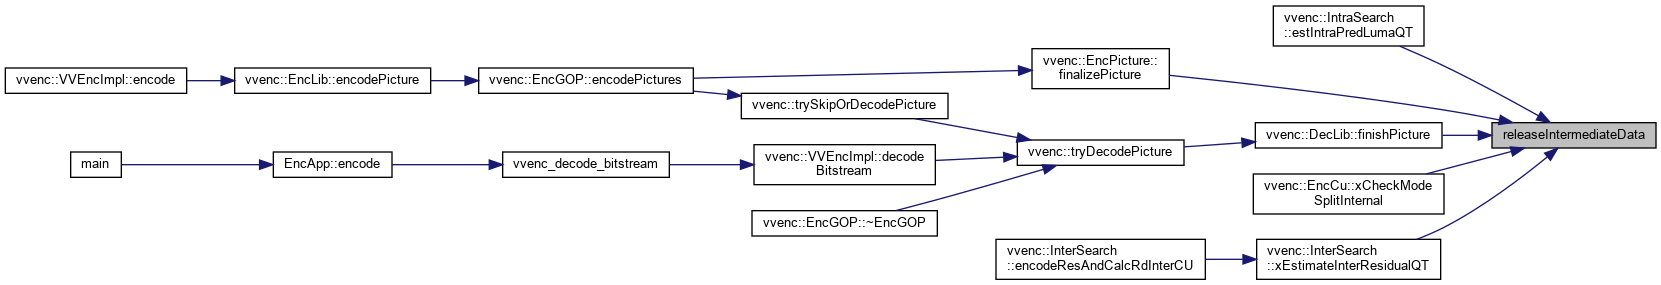 vvenc::IntraSearch
::estIntraPredLumaQT
vvenc::EncPicture::
finalizePicture
vvenc::VVEncImpl::encode
vvenc::EncLib::encodePicture
vvenc::EncGOP::encodePictures
vvenc::trySkipOrDecodePicture
vvenc::DecLib::finishPicture
releaseIntermediateData
vvenc::tryDecodePicture
main
EncApp::encode
vvenc_decode_bitstream
vvenc::VVEncImpl::decode
Bitstream
vvenc::EncCu::xCheckMode
SplitInternal
vvenc::EncGOP::~EncGOP
vvenc::InterSearch
::encodeResAndCalcRdInterCU
vvenc::InterSearch
::xEstimateInterResidualQT